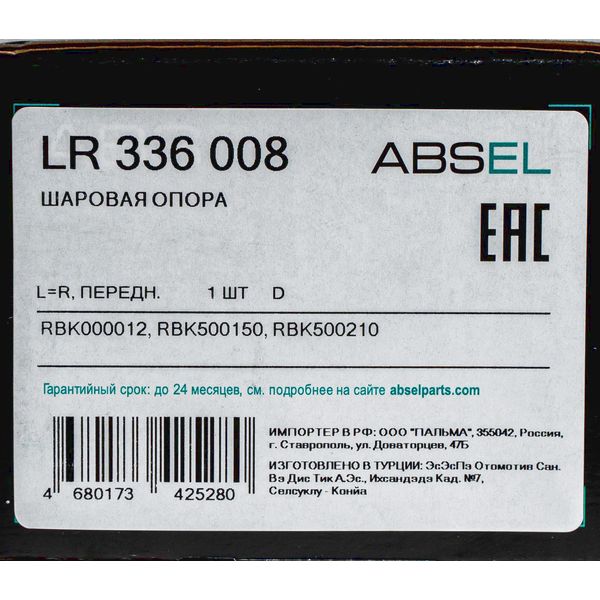 LR 336 008
ABSEL
ШАРОВАЯ ОПОРА
EAC
L=R, ПЕРЕДН. 1 ШТ D
RBK000012, RBK500150, RBK500210
Гарантийный срок: до 24 месяцев, см. подробнее на сайте abselparts.com
ИМПОРТЕР В РФ: ООО "ПАЛЬМА", 355042, Россия,
г. Ставрополь, ул. Доваторцев, 47Б
ИЗГОТОВЛЕНО В ТУРЦИИ: ЭсЭсПэ Отомотив Сан.
Вэ Дис Тик А.Эс., Ихсандэдэ Кад. №7,
Селсуклу - Конйа
4 680173 425280